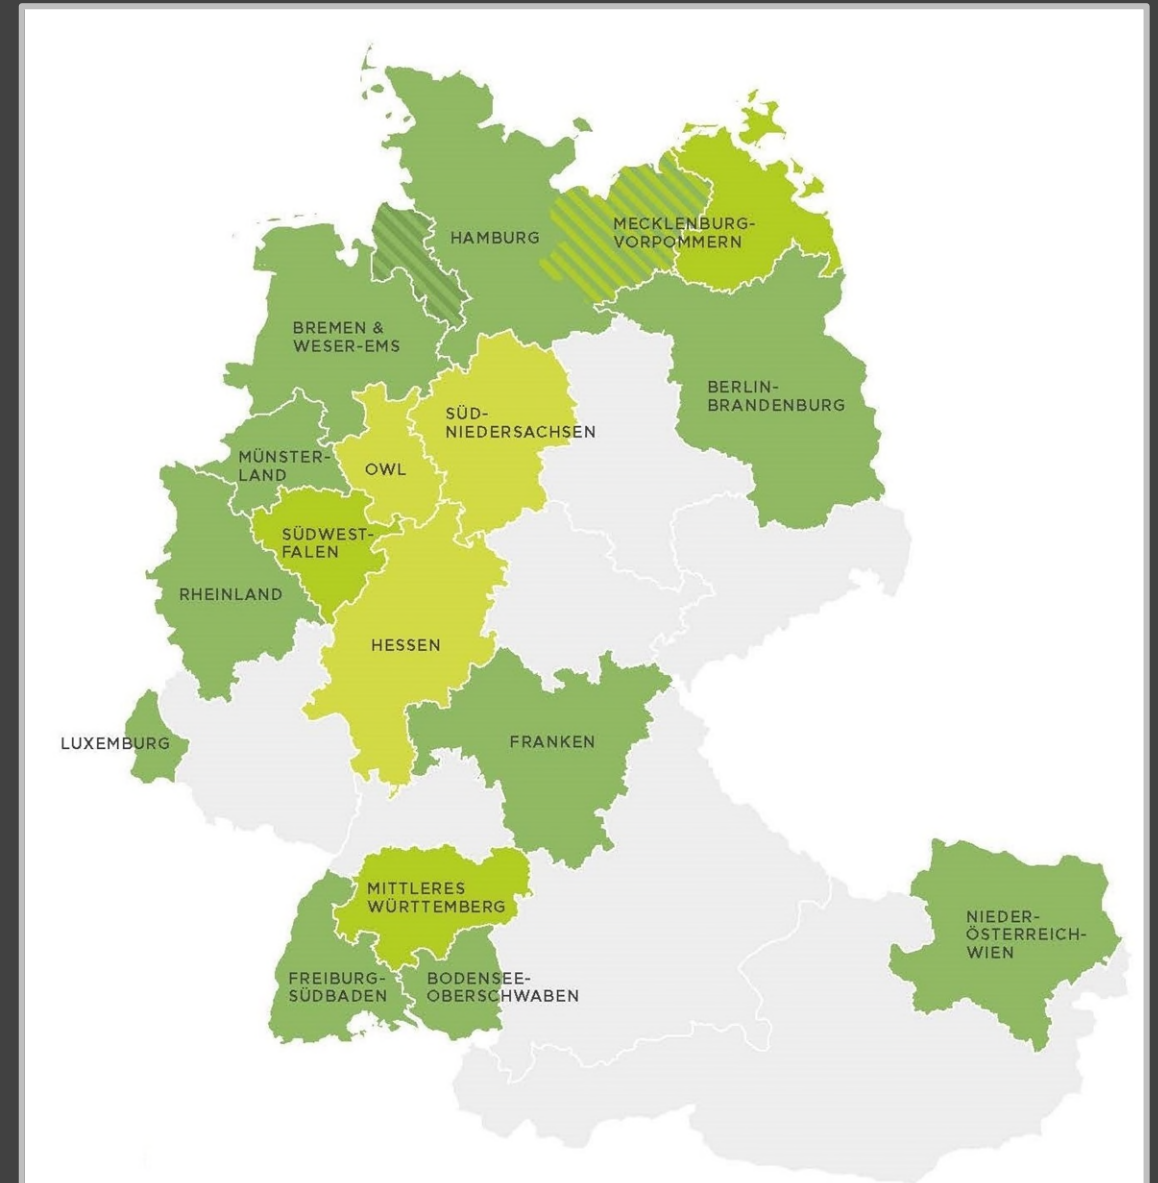 MECKLENBURG-
VORPOMMERN
HAMBURG
BREMEN &
WESER-EMS
BERLIN-
BRANDENBURG
SÜD-
NIEDERSACHSEN
MÜNSTER-
LAND
OWL
SÜDWEST-
FALEN
RHEINLAND
HESSEN
LUXEMBURG
FRANKEN
MITTLERES
WÜRTTEMBERG
NIEDER-
ÖSTERREICH-
WIEN
FREIBURG-
SÜDBADEN
BODENSEE-
OBERSCHWABEN